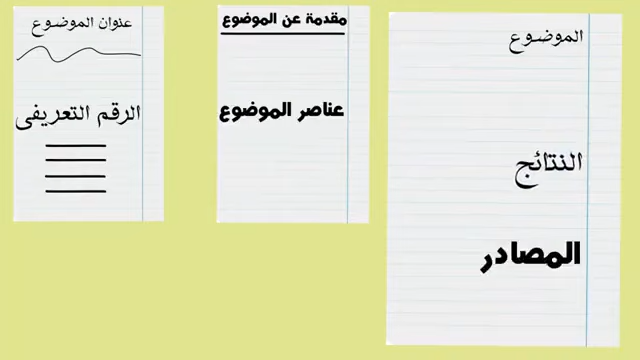 عنوان الموضوع
الرقم التعريفى
مقدمة عن الموضوع
عناصر الموضوع
الموضوع
النتائج
المصادر